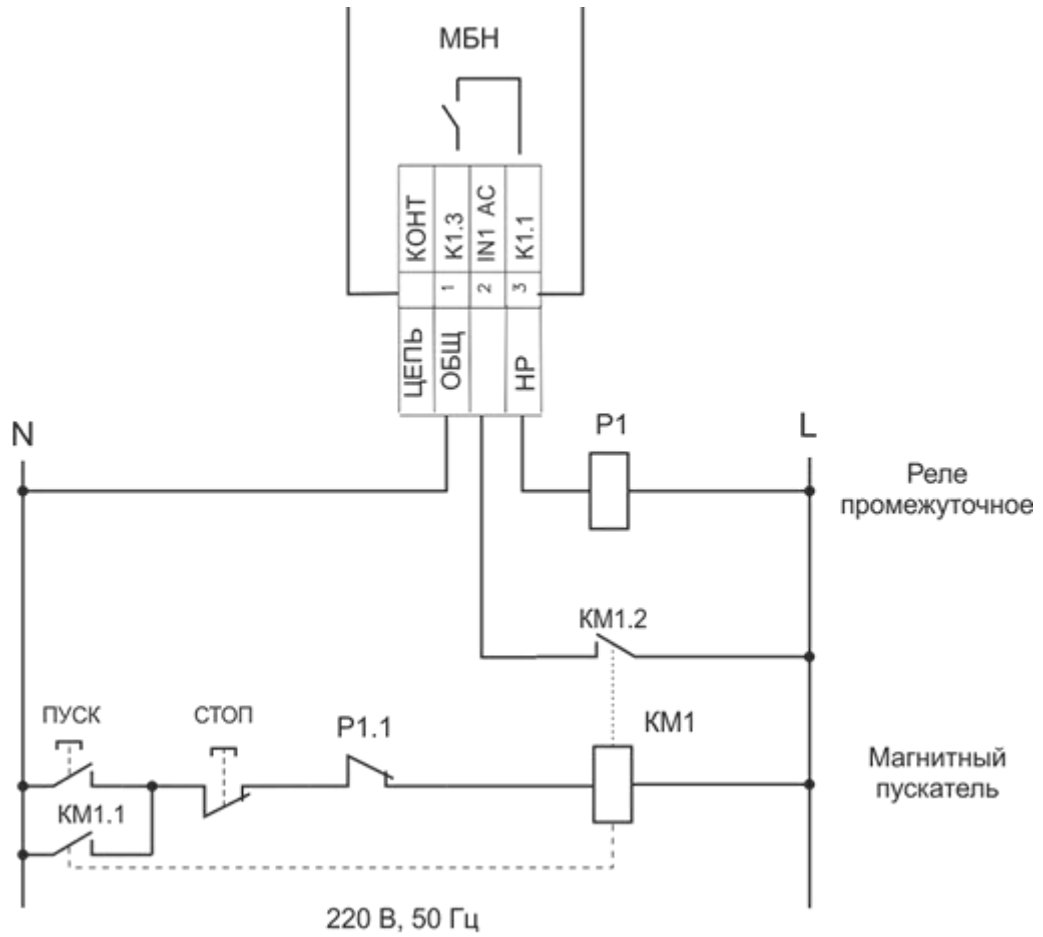 МБН
КОНТ
К1.3
IN1 AC
К1.1
1
2
3
ЦЕПЬ
ОБЩ
НР
N
P1
L
Реле
промежуточное
КМ1.2
ПУСК
СТОП
Р1.1
КМ1
КМ1.1
Магнитный
пускатель
220 В, 50 Гц